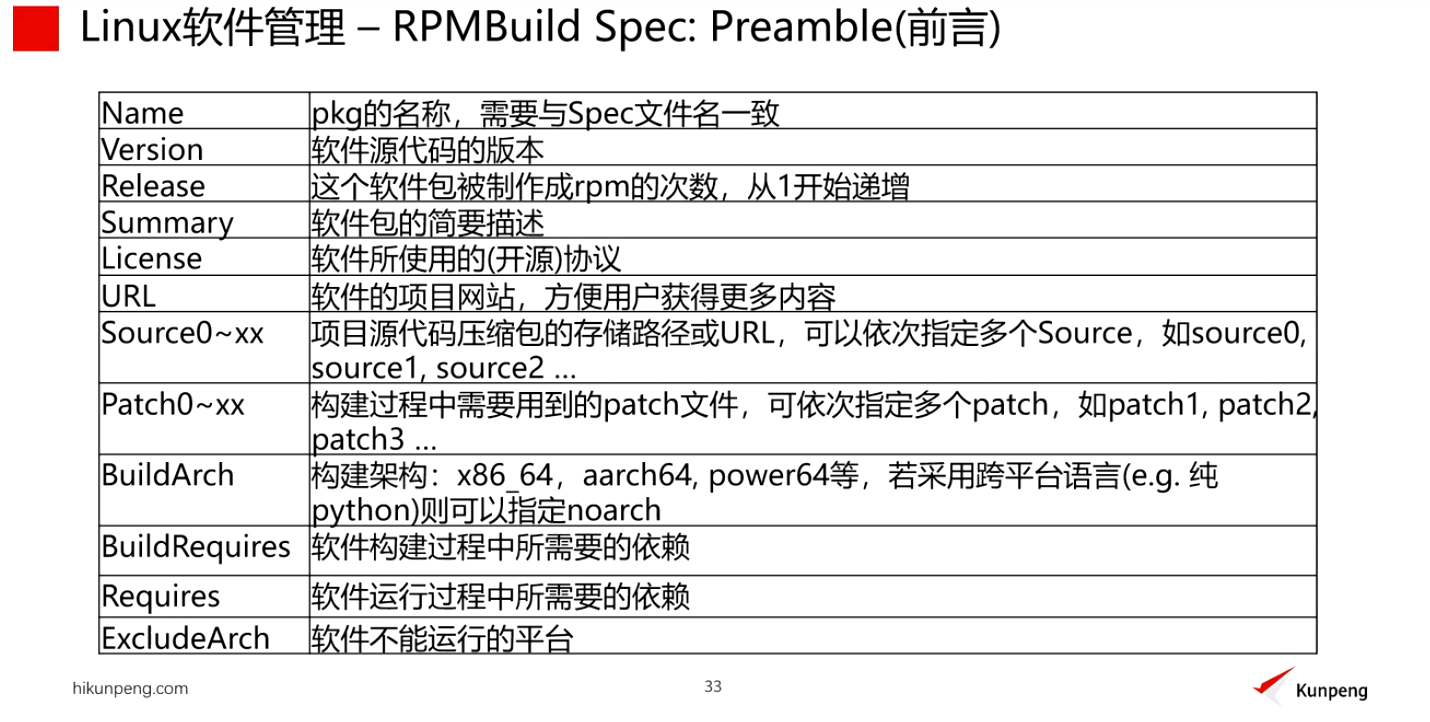 Linux软件管理 – RPMBuild Spec: Preamble(前言)
Name
pkg的名称，需要与Spec文件名一致
Version
软件源代码的版本
Release
这个软件包被制作成rpm的次数，从1开始递增
Summary
软件包的简要描述
License
软件所使用的(开源)协议
URL
软件的项目网站，方便用户获得更多内容
Source0~xx
项目源代码压缩包的存储路径或URL，可以依次指定多个Source，如source0,
source1, source2 ...
Patch0~xx
构建过程中需要用到的patch文件，可依次指定多个patch，如patch1, patch2,
patch3 ...
BuildArch
构建架构：x86_64，aarch64, power64等，若采用跨平台语言(e.g. 纯
python)则可以指定noarch
BuildRequires
软件构建过程中所需要的依赖
Requires
软件运行过程中所需要的依赖
ExcludeArch
软件不能运行的平台
hikunpeng.com
33
Kunpeng